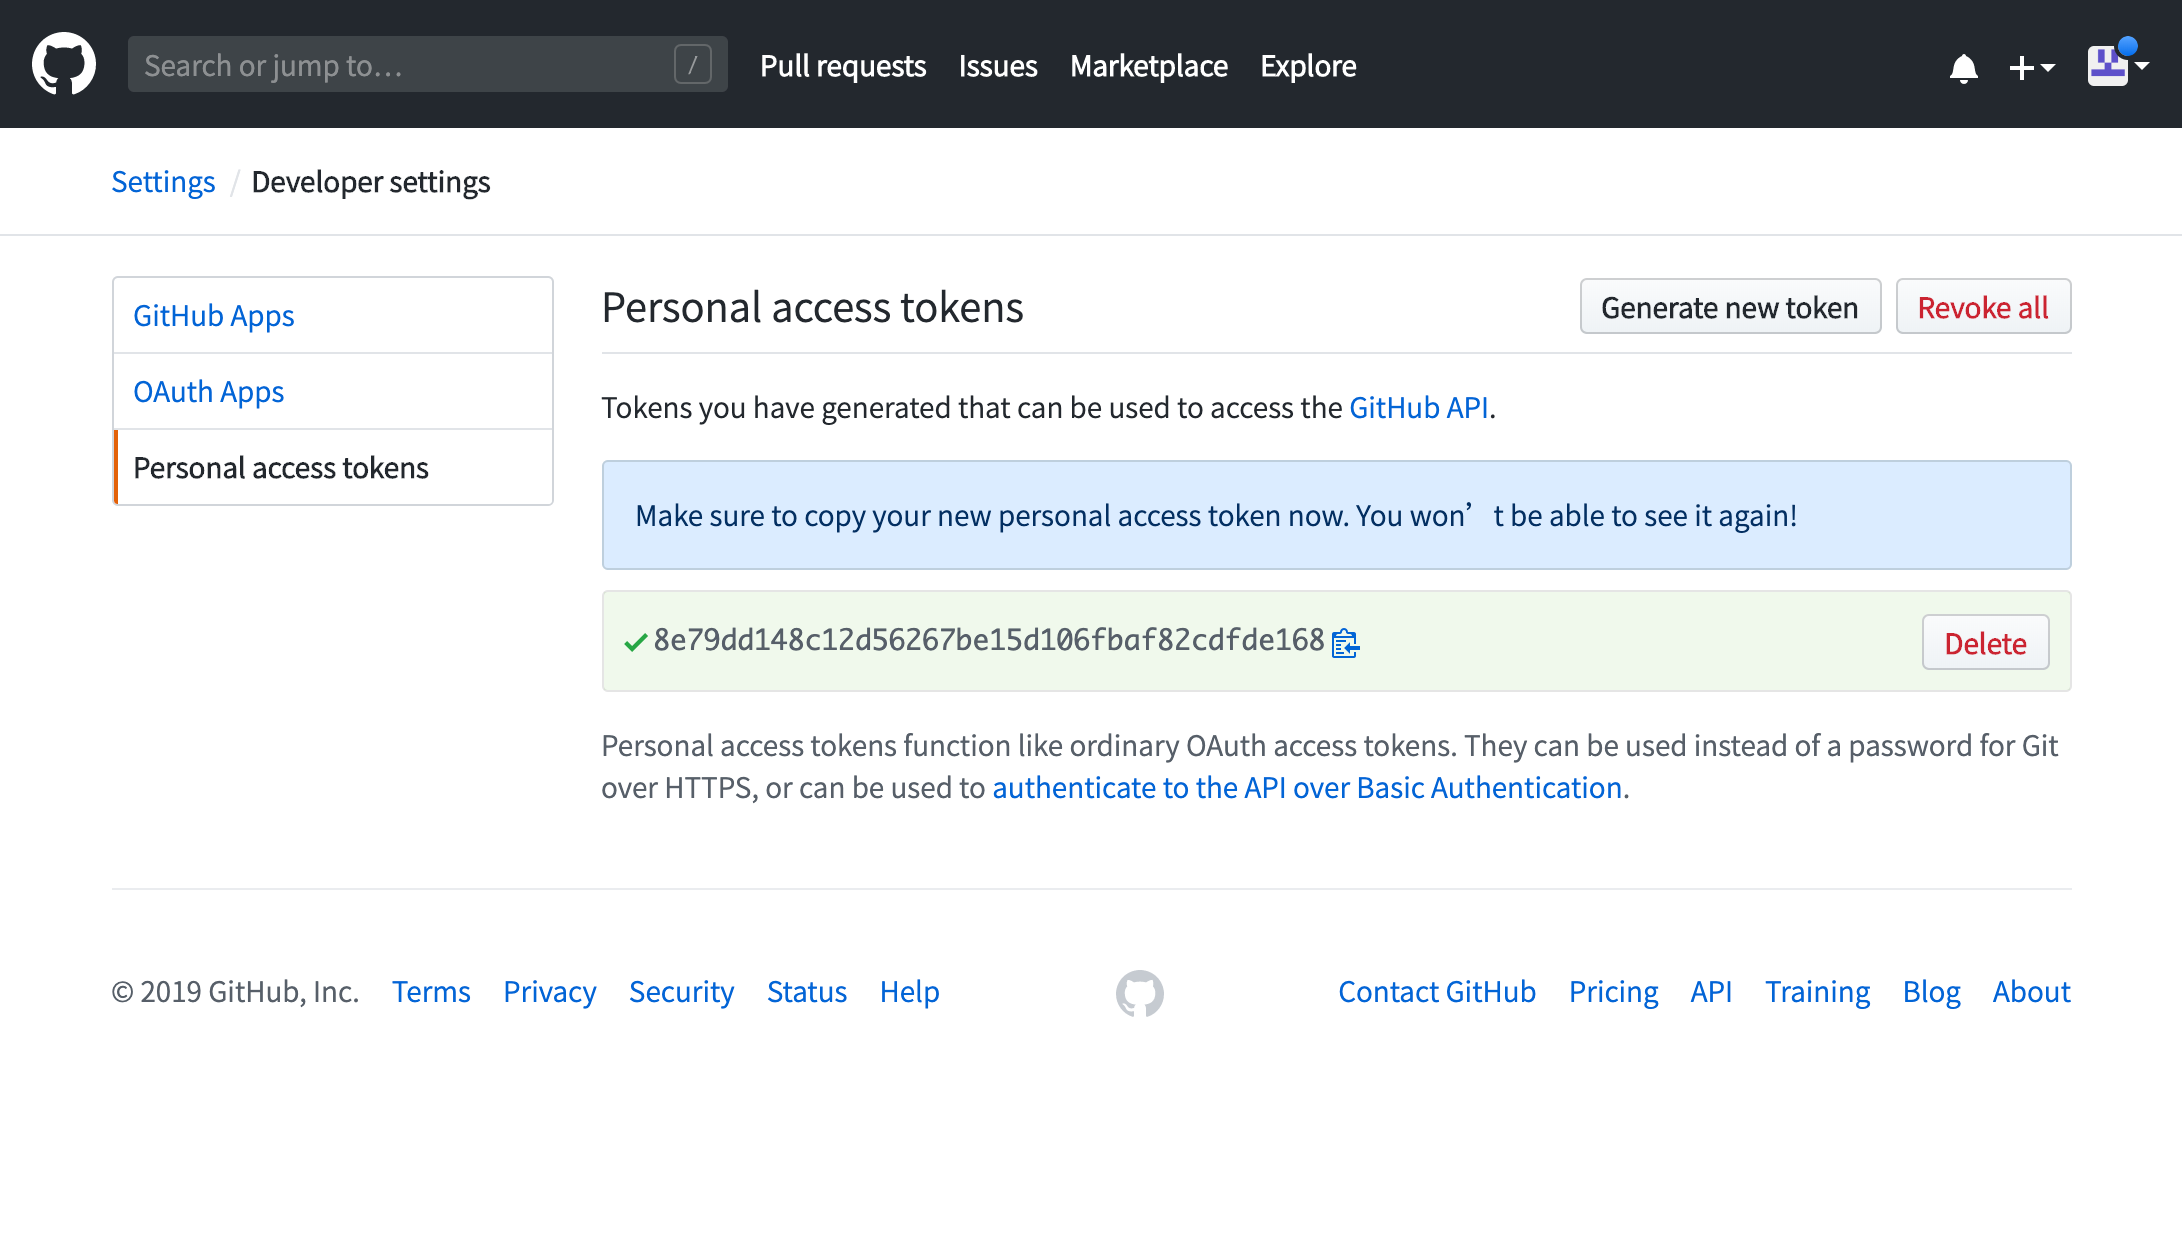 Search or jump to… /
Pull requests Issues Marketplace Explore
Settings / Developer settings
GitHub Apps
OAuth Apps
Personal access tokens
Personal access tokens
Generate new token Revoke all
Tokens you have generated that can be used to access the GitHub API.
Make sure to copy your new personal access token now. You won’t be able to see it again!
8e79dd148c12d56267be15d106fbaf82cdfde168
Delete
Personal access tokens function like ordinary OAuth access tokens. They can be used instead of a password for Git
over HTTPS, or can be used to authenticate to the API over Basic Authentication.
© 2019 GitHub, Inc. Terms Privacy Security Status Help
Contact GitHub Pricing API Training Blog About